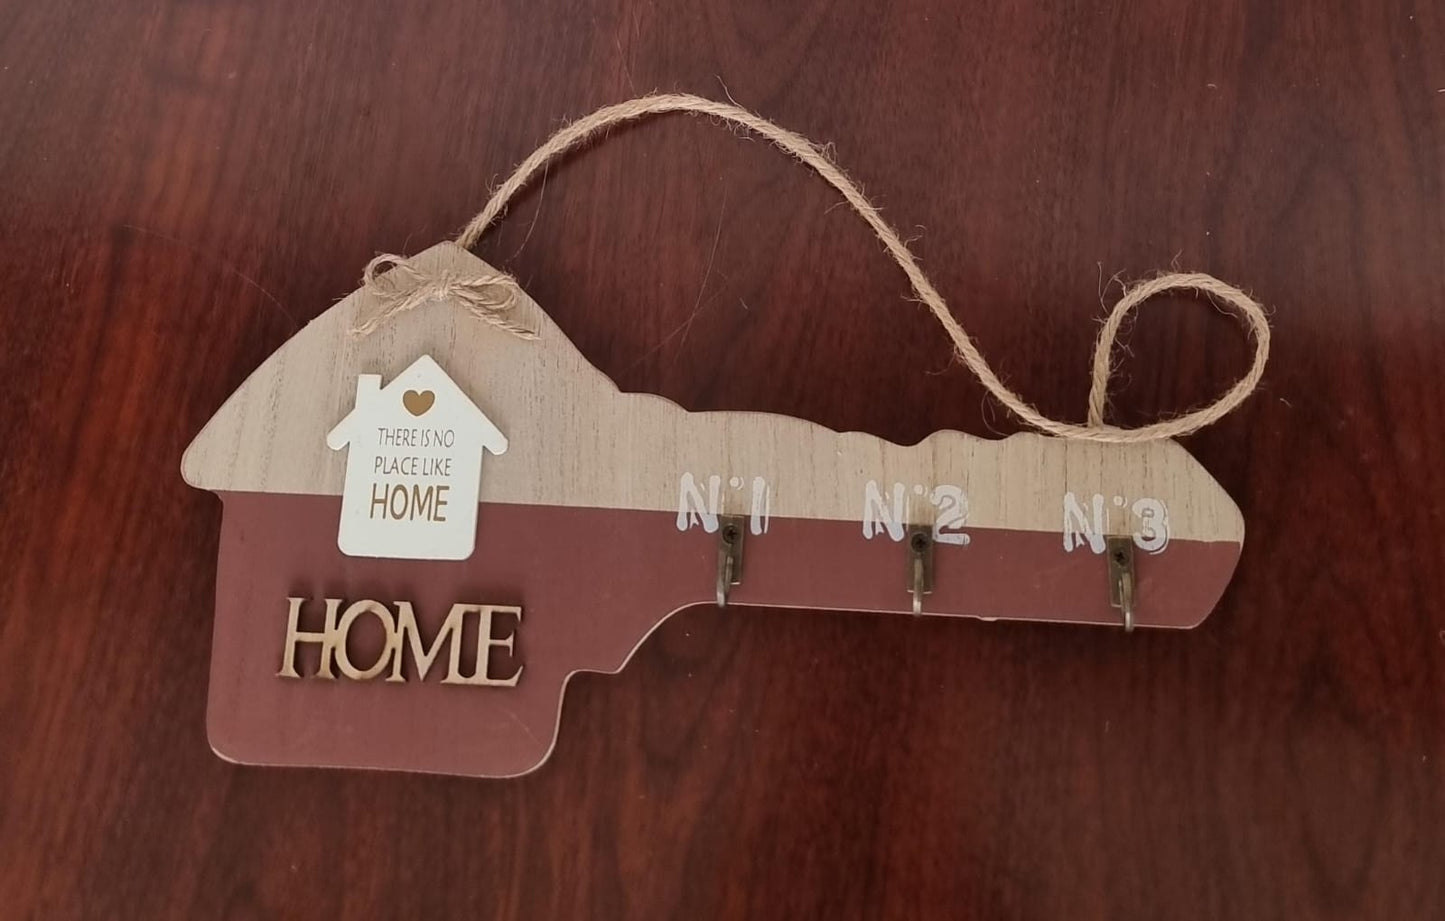 THERE IS NO
PLACE LIKE
HOME
N°1 N°2 N°3
HOME